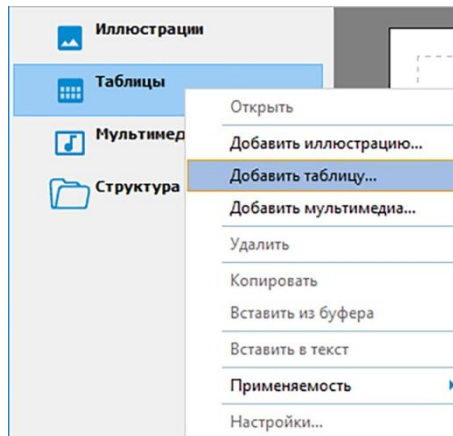 Иллюстрации
Таблицы
Мультимед
Структура
Открыть
Добавить иллюстрацию...
Добавить таблицу...
Добавить мультимедиа...
Удалить
Копировать
Вставить из буфера
Вставить в текст
Применяемость
Настройки...